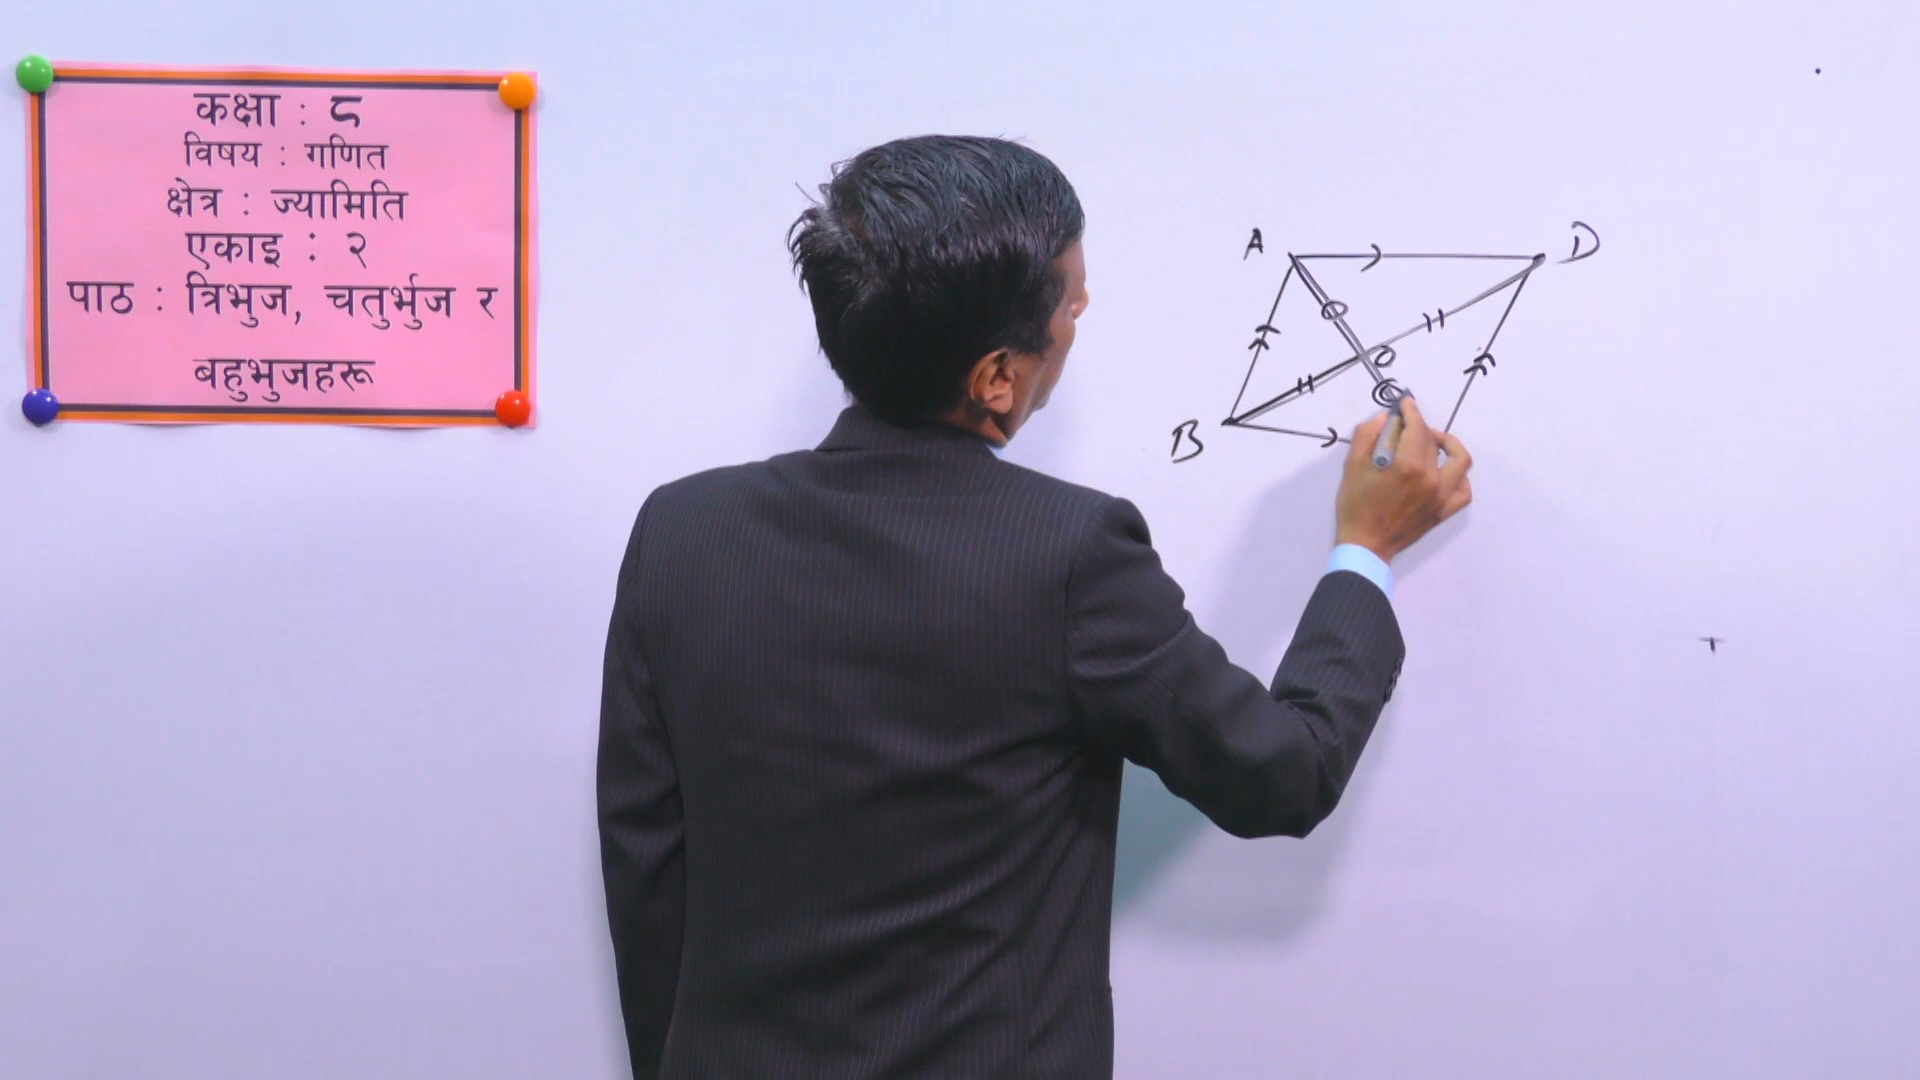 कक्षा : ८
विषय : गणित
क्षेत्र : ज्यामिति
एकाइ : २
पाठ : त्रिभुज, चतुर्भुज र
बहुभुजहरू
A D
O
B